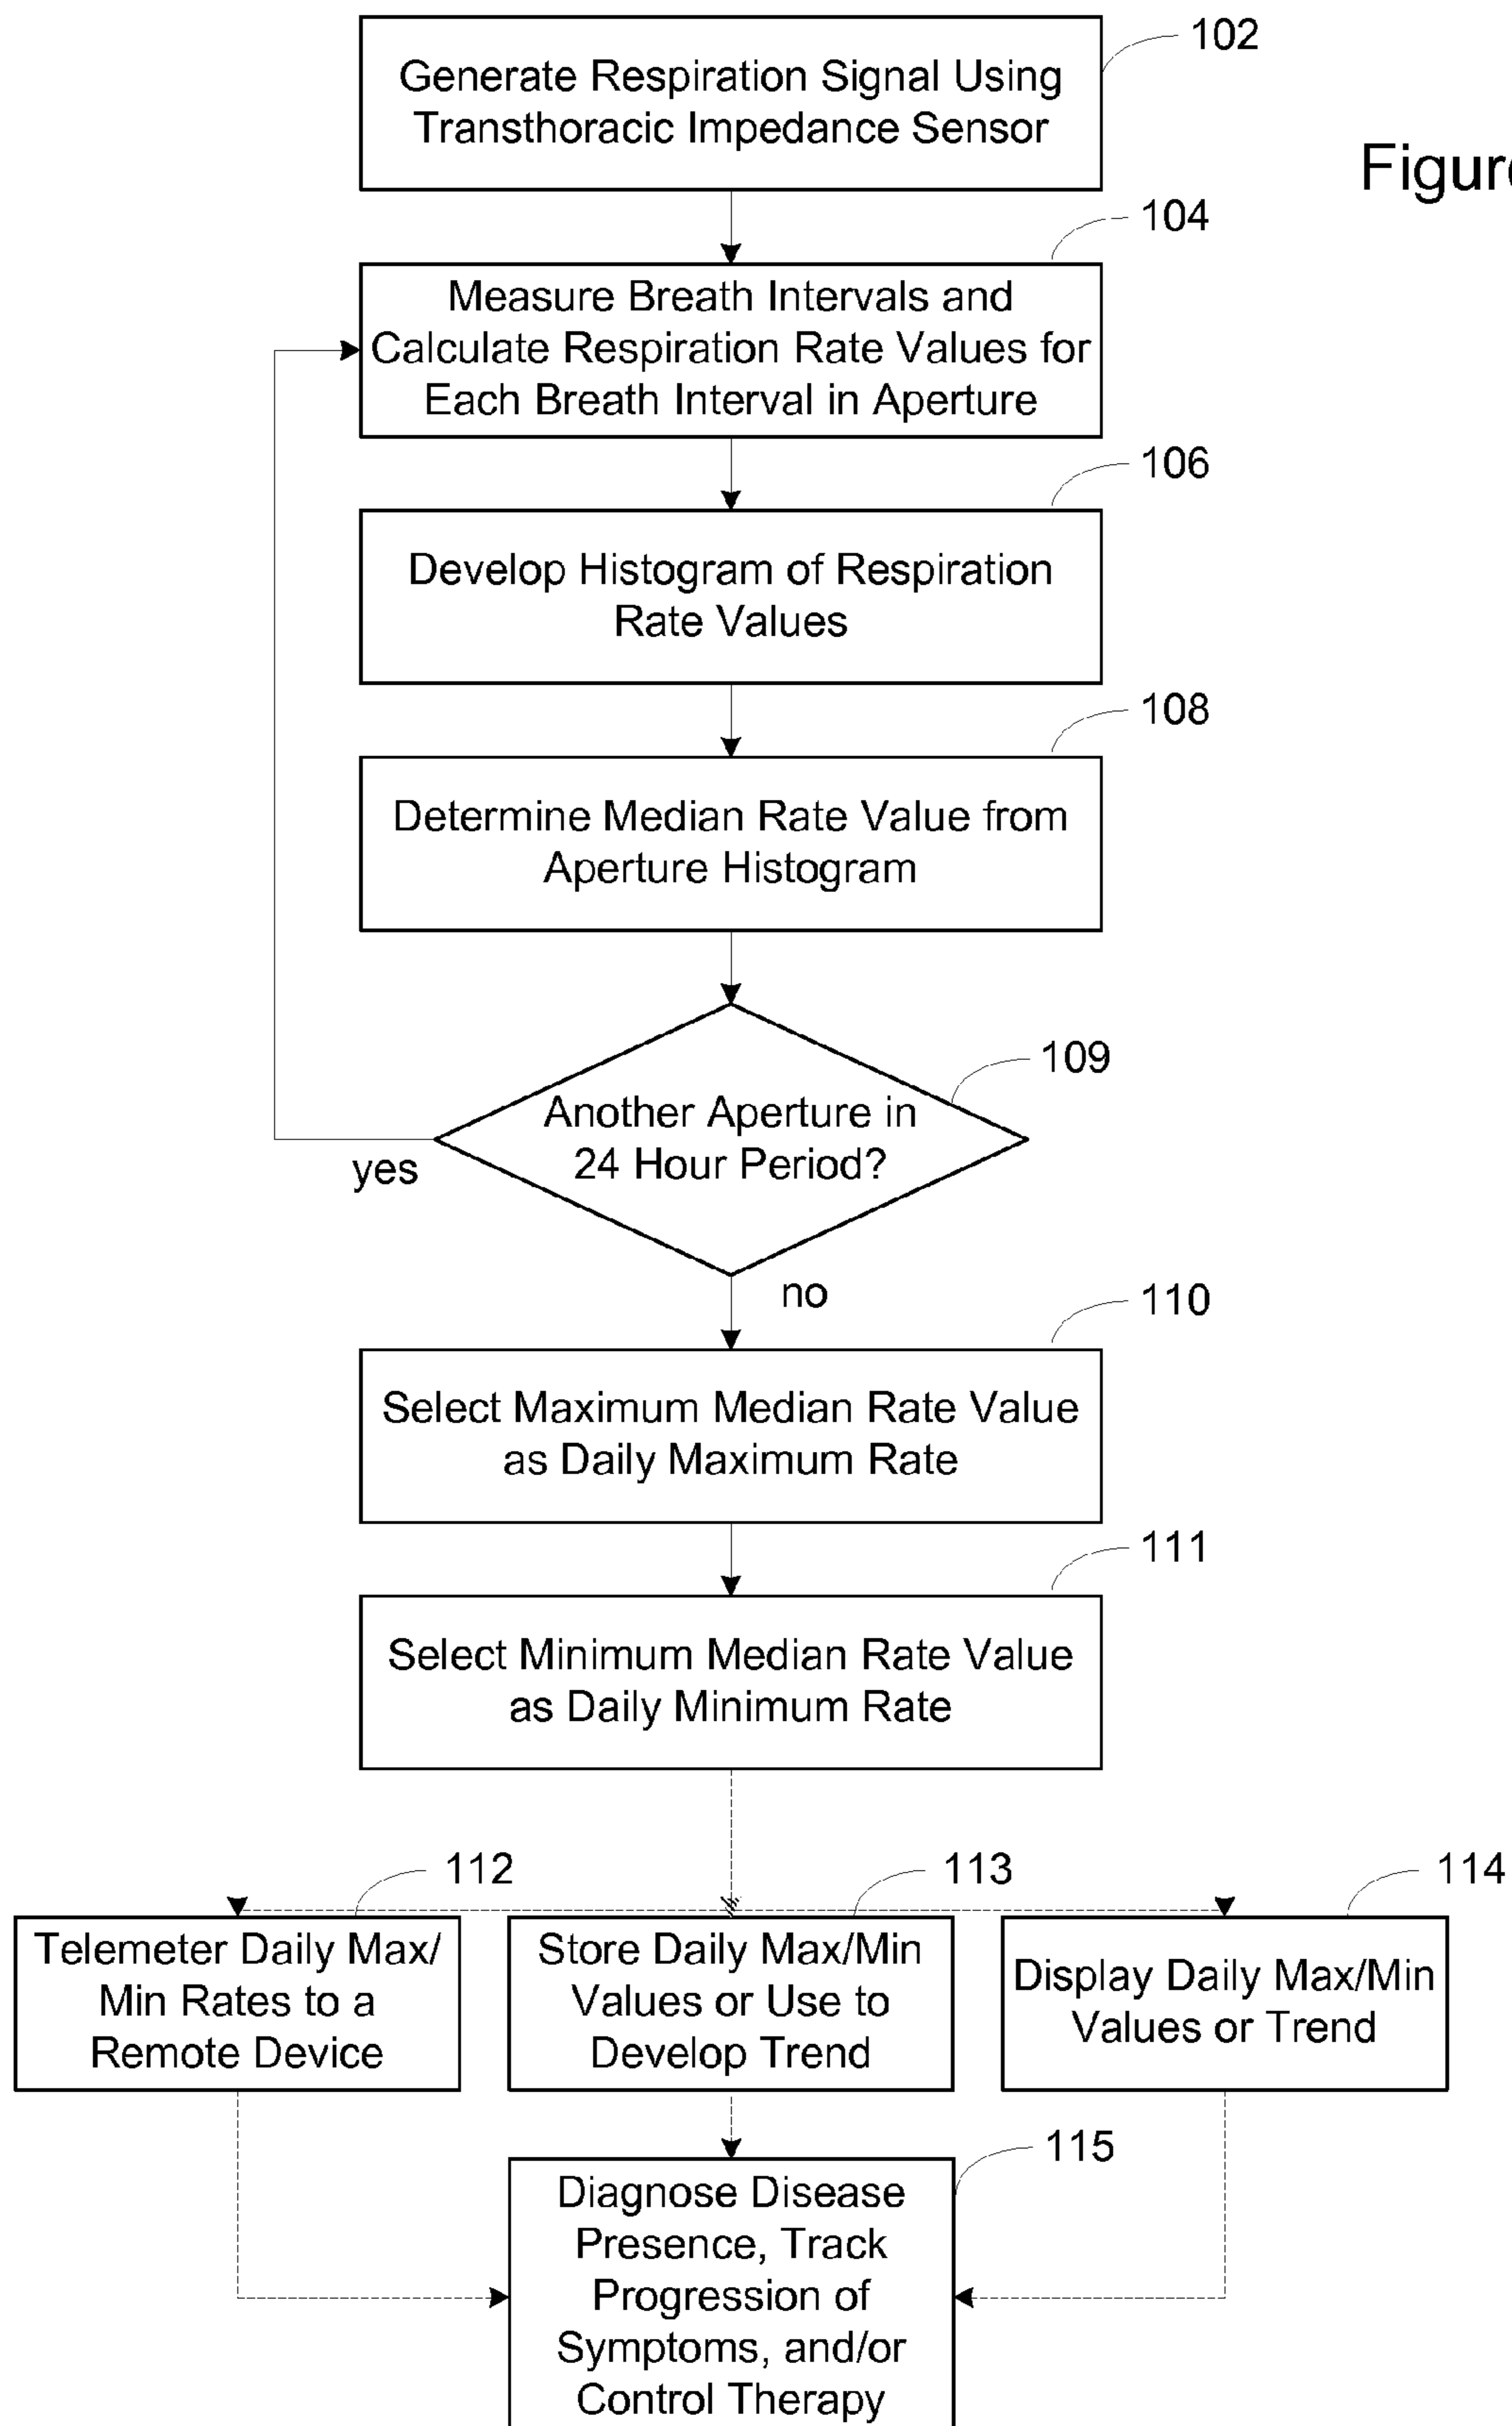 102
Generate Respiration Signal Using
Transthoracic Impedance Sensor
104
Measure Breath Intervals and
Calculate Respiration Rate Values for
Each Breath Interval in Aperture
106
Develop Histogram of Respiration
Rate Values
108
Determine Median Rate Value from
Aperture Histogram
109
Another Aperture in
24 Hour Period?
yes
no
110
Select Maximum Median Rate Value
as Daily Maximum Rate
111
Select Minimum Median Rate Value
as Daily Minimum Rate
112
Telemeter Daily Max/
Min Rates to a
Remote Device
113
Store Daily Max/Min
Values or Use to
Develop Trend
114
Display Daily Max/Min
Values or Trend
115
Diagnose Disease
Presence, Track
Progression of
Symptoms, and/or
Control Therapy